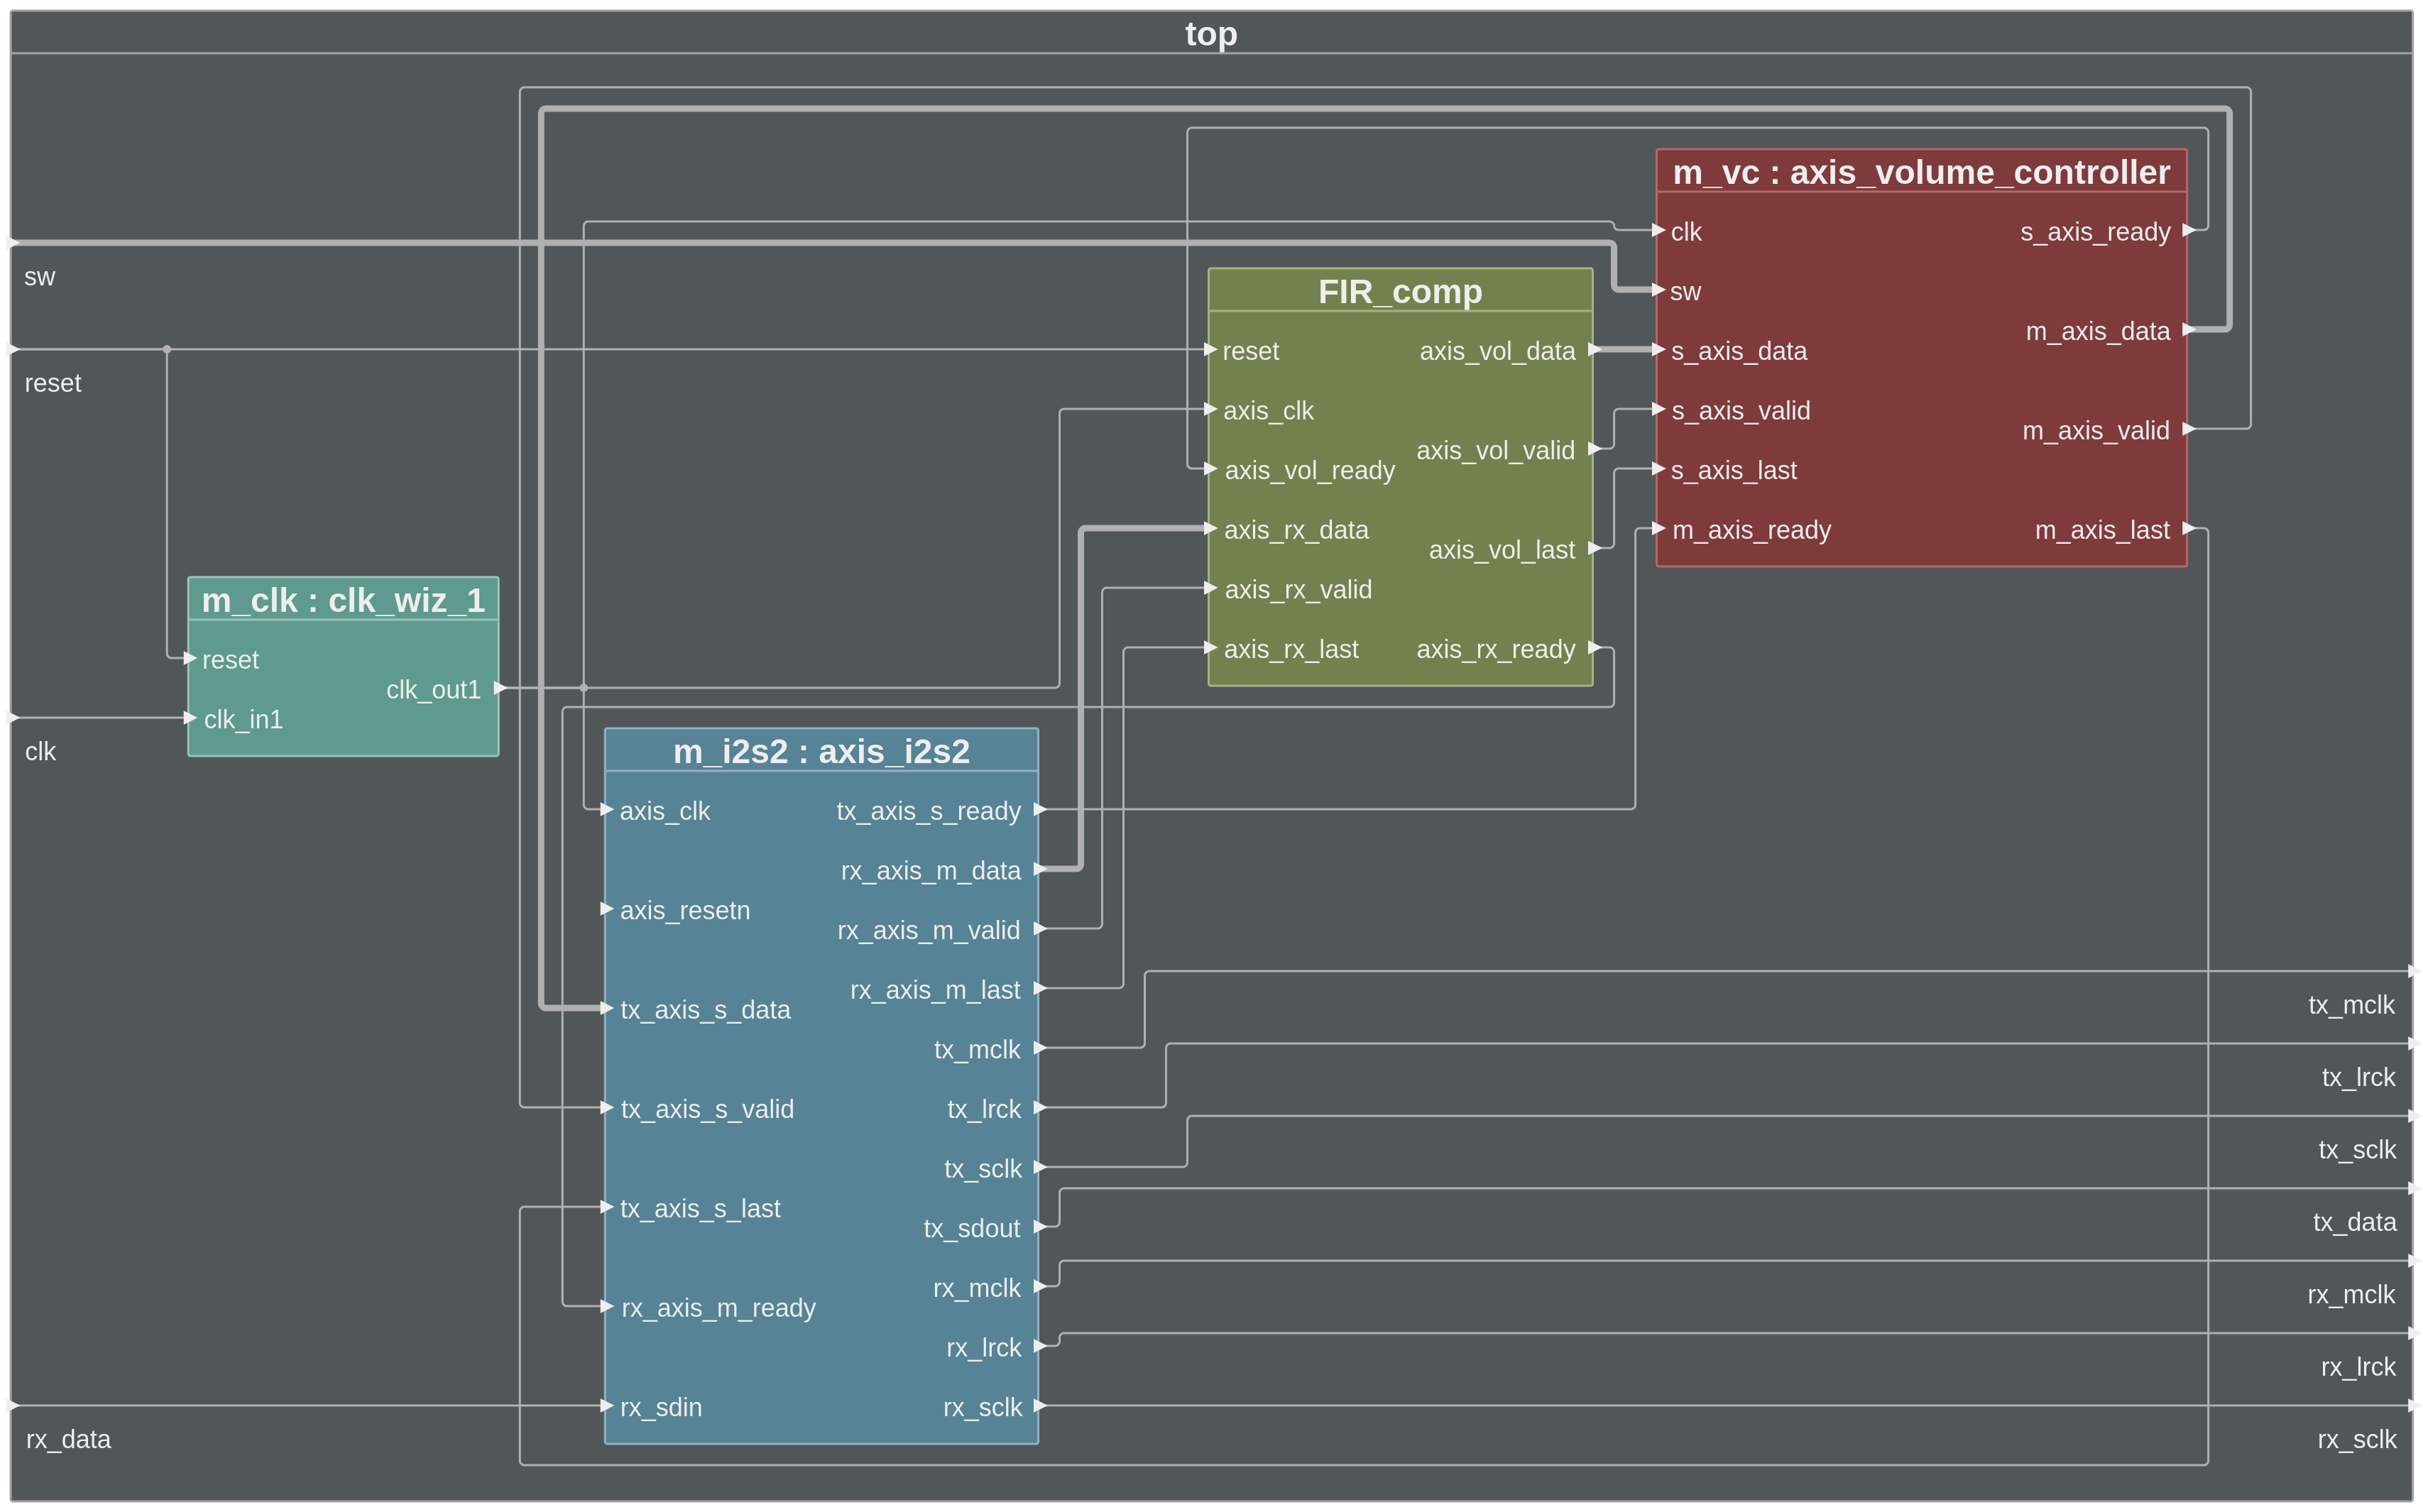 top
sw
reset
clk
rx_data
m_clk : clk_wiz_1
reset
clk_in1
clk_out1
m_i2s2 : axis_i2s2
axis_clk
axis_resetn
tx_axis_s_data
tx_axis_s_valid
tx_axis_s_last
rx_axis_m_ready
rx_sdin
tx_axis_s_ready
rx_axis_m_data
rx_axis_m_valid
rx_axis_m_last
tx_mclk
tx_lrck
tx_sclk
tx_sdout
rx_mclk
rx_lrck
rx_sclk
FIR_comp
reset
axis_clk
axis_vol_ready
axis_rx_data
axis_rx_valid
axis_rx_last
axis_vol_data
axis_vol_valid
axis_vol_last
axis_rx_ready
m_vc : axis_volume_controller
clk
sw
s_axis_data
s_axis_valid
s_axis_last
m_axis_ready
s_axis_ready
m_axis_data
m_axis_valid
m_axis_last
tx_mclk
tx_lrck
tx_sclk
tx_data
rx_mclk
rx_lrck
rx_sclk